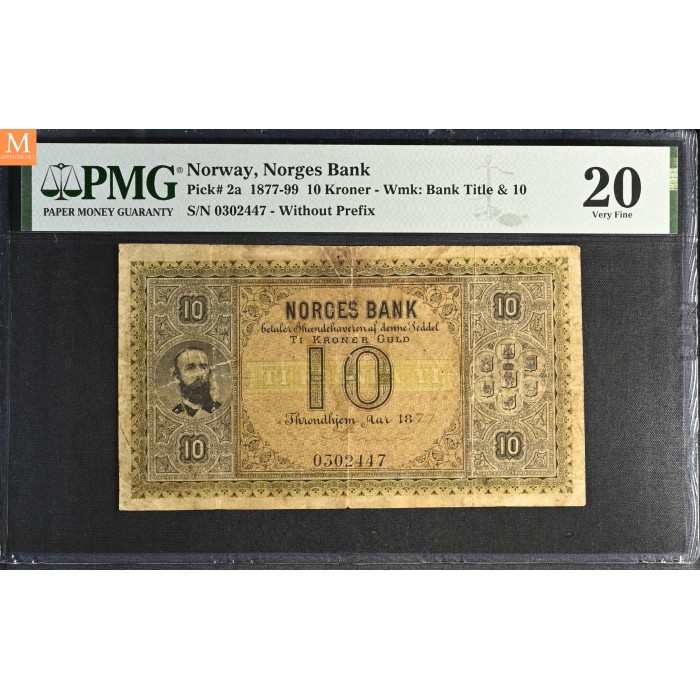 M
MYNTER.NET
PMG®
PAPER MONEY GUARANTY
Norway, Norges Bank
Pick# 2a 1877-99 10 Kroner - Wmk: Bank Title & 10
S/N 0302447 - Without Prefix
20
Very Fine
10
10
NORGES BANK
betaler Ihændehaveren af denne Seddel
TI KRONER GULD
10
Throndhjem Aar 1877
0302447
10
10